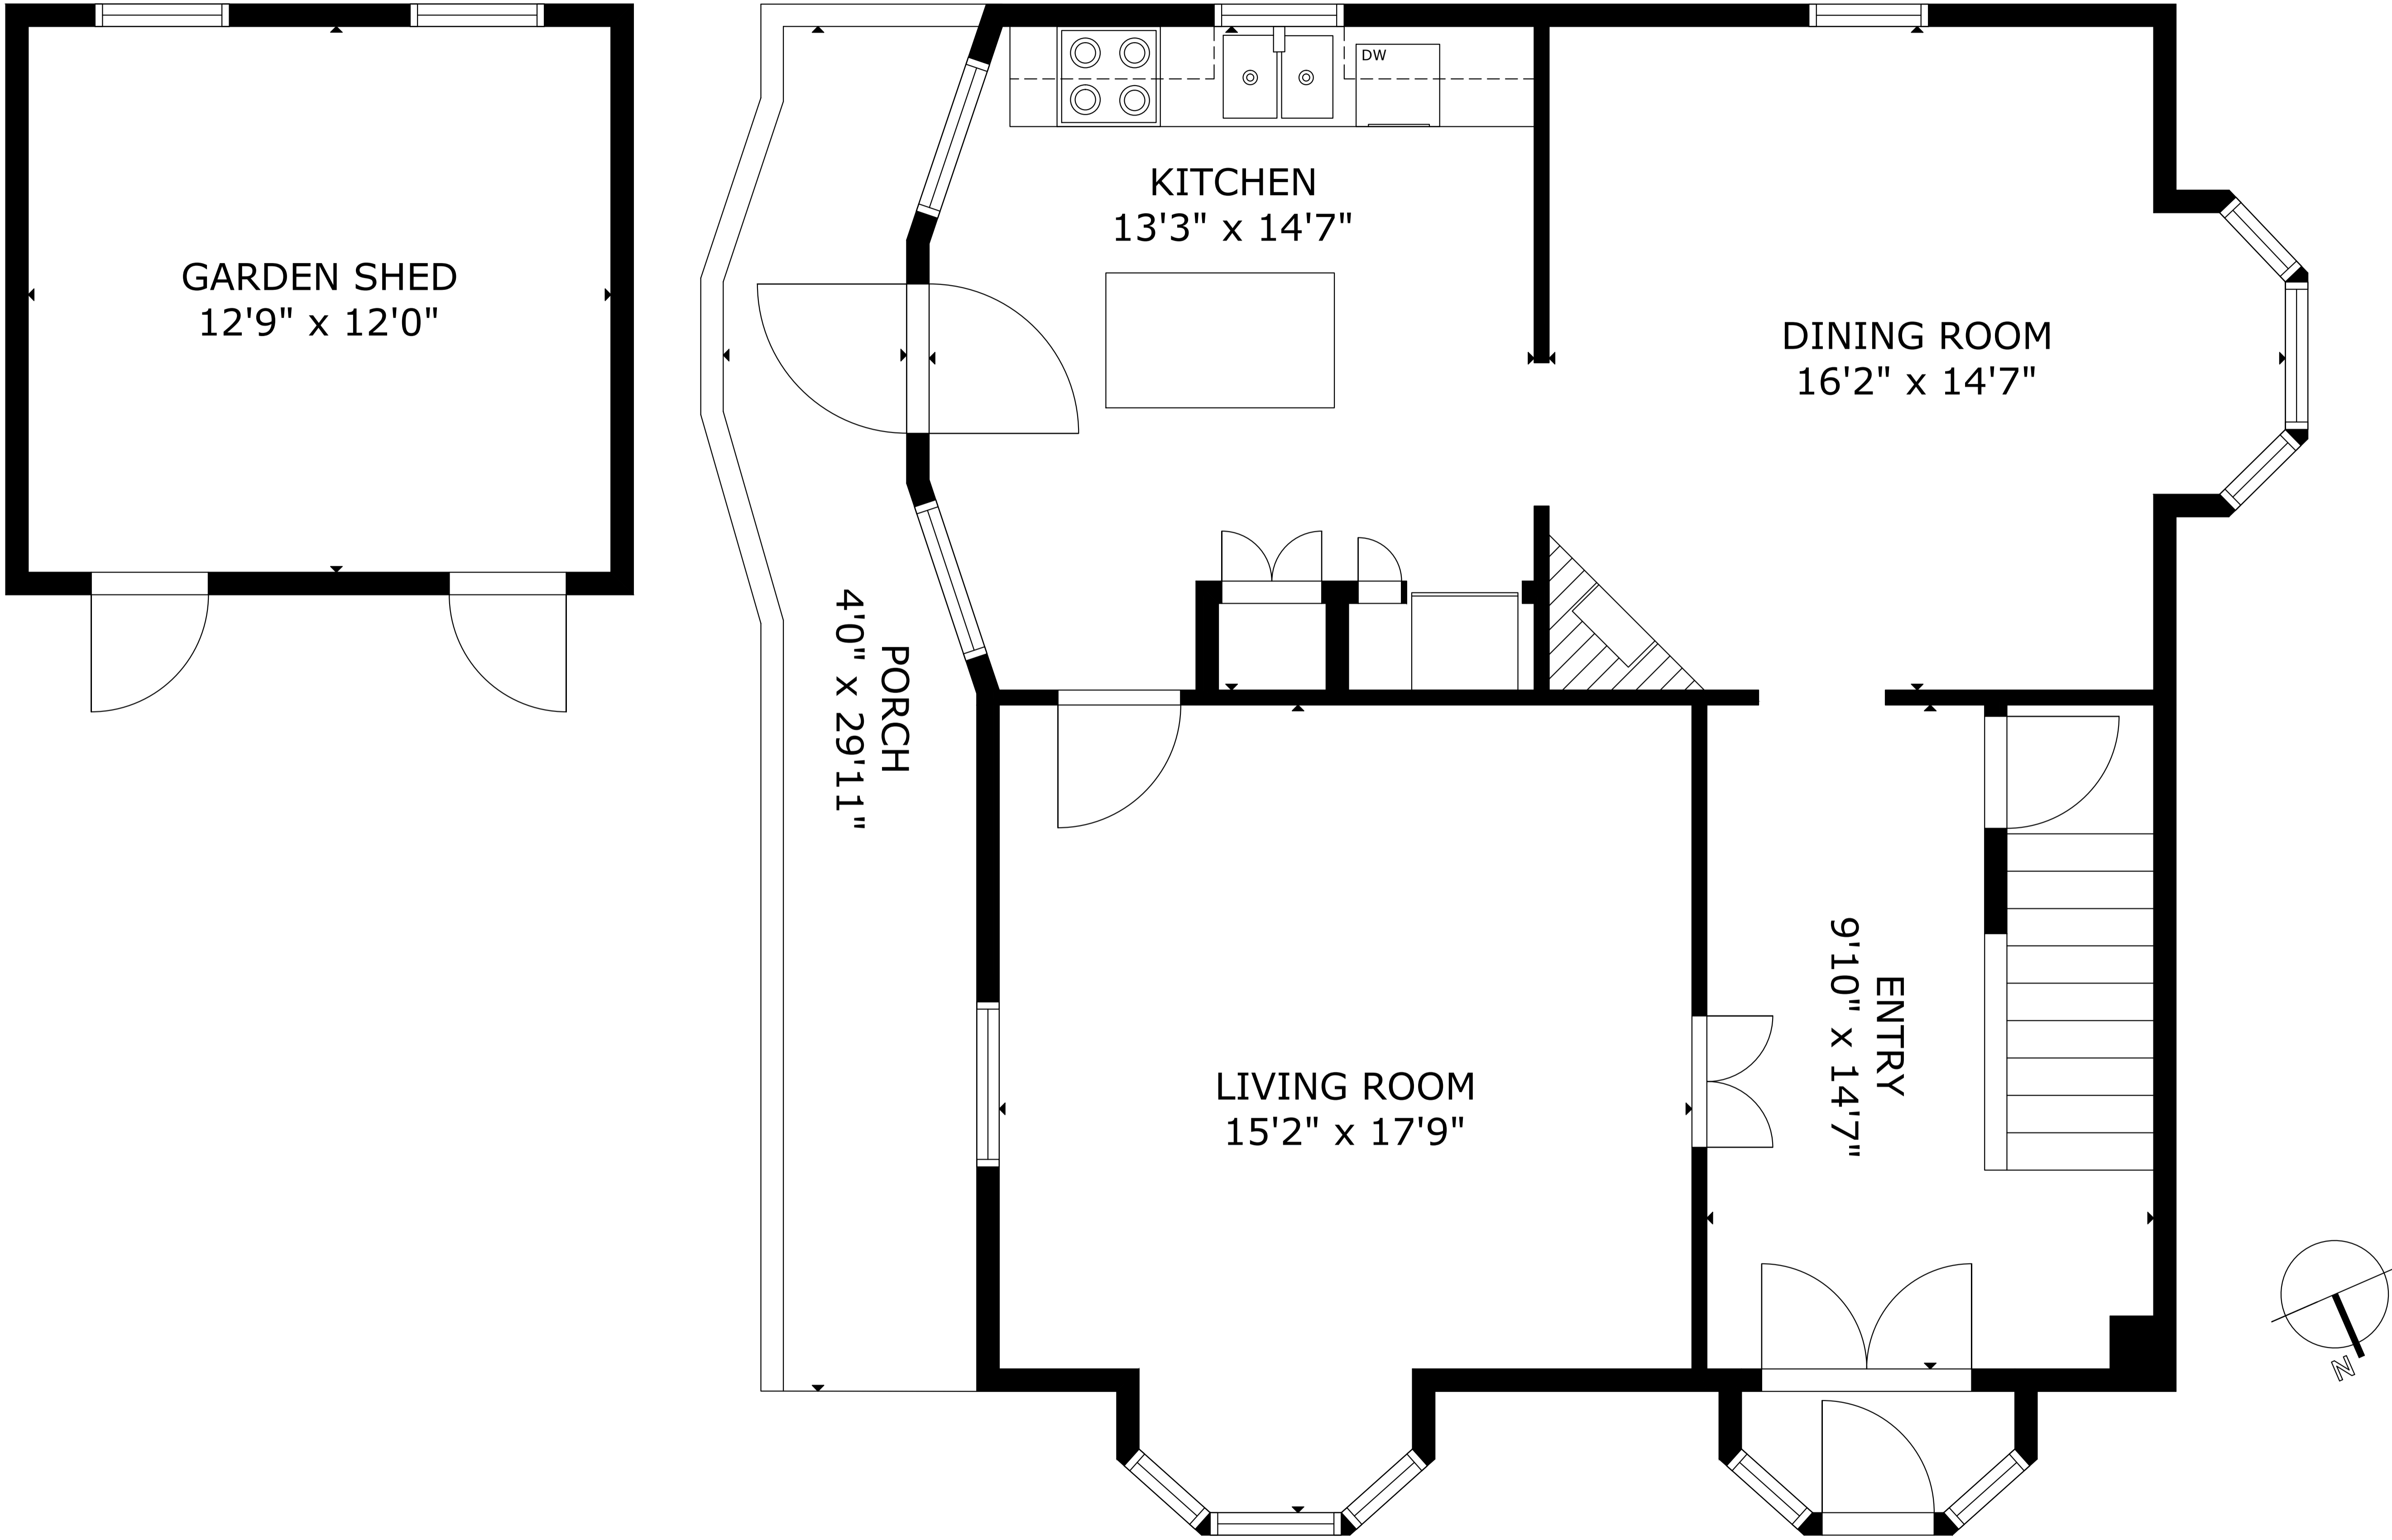 DW
KITCHEN
13'3" x 14'7"
GARDEN SHED
12'9" x 12'0"
DINING ROOM
16'2" x 14'7"
PORCH
4'0" x 29'11"
ENTRY
9'10" x 14'7"
LIVING ROOM
15'2" x 17'9"
N